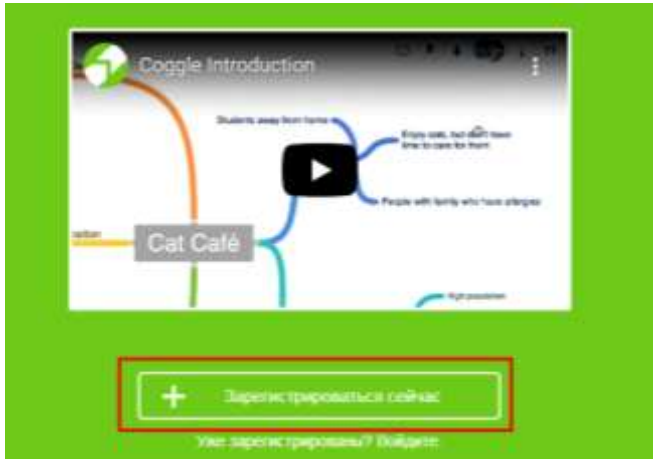 Coggle Introduction
Students away from home
Enjoy cats, but don't have
time to care for them
People with family who have allergies
Cat Café
High population
Зарегистрироваться сейчас
Уже зарегистрированы? Войдите